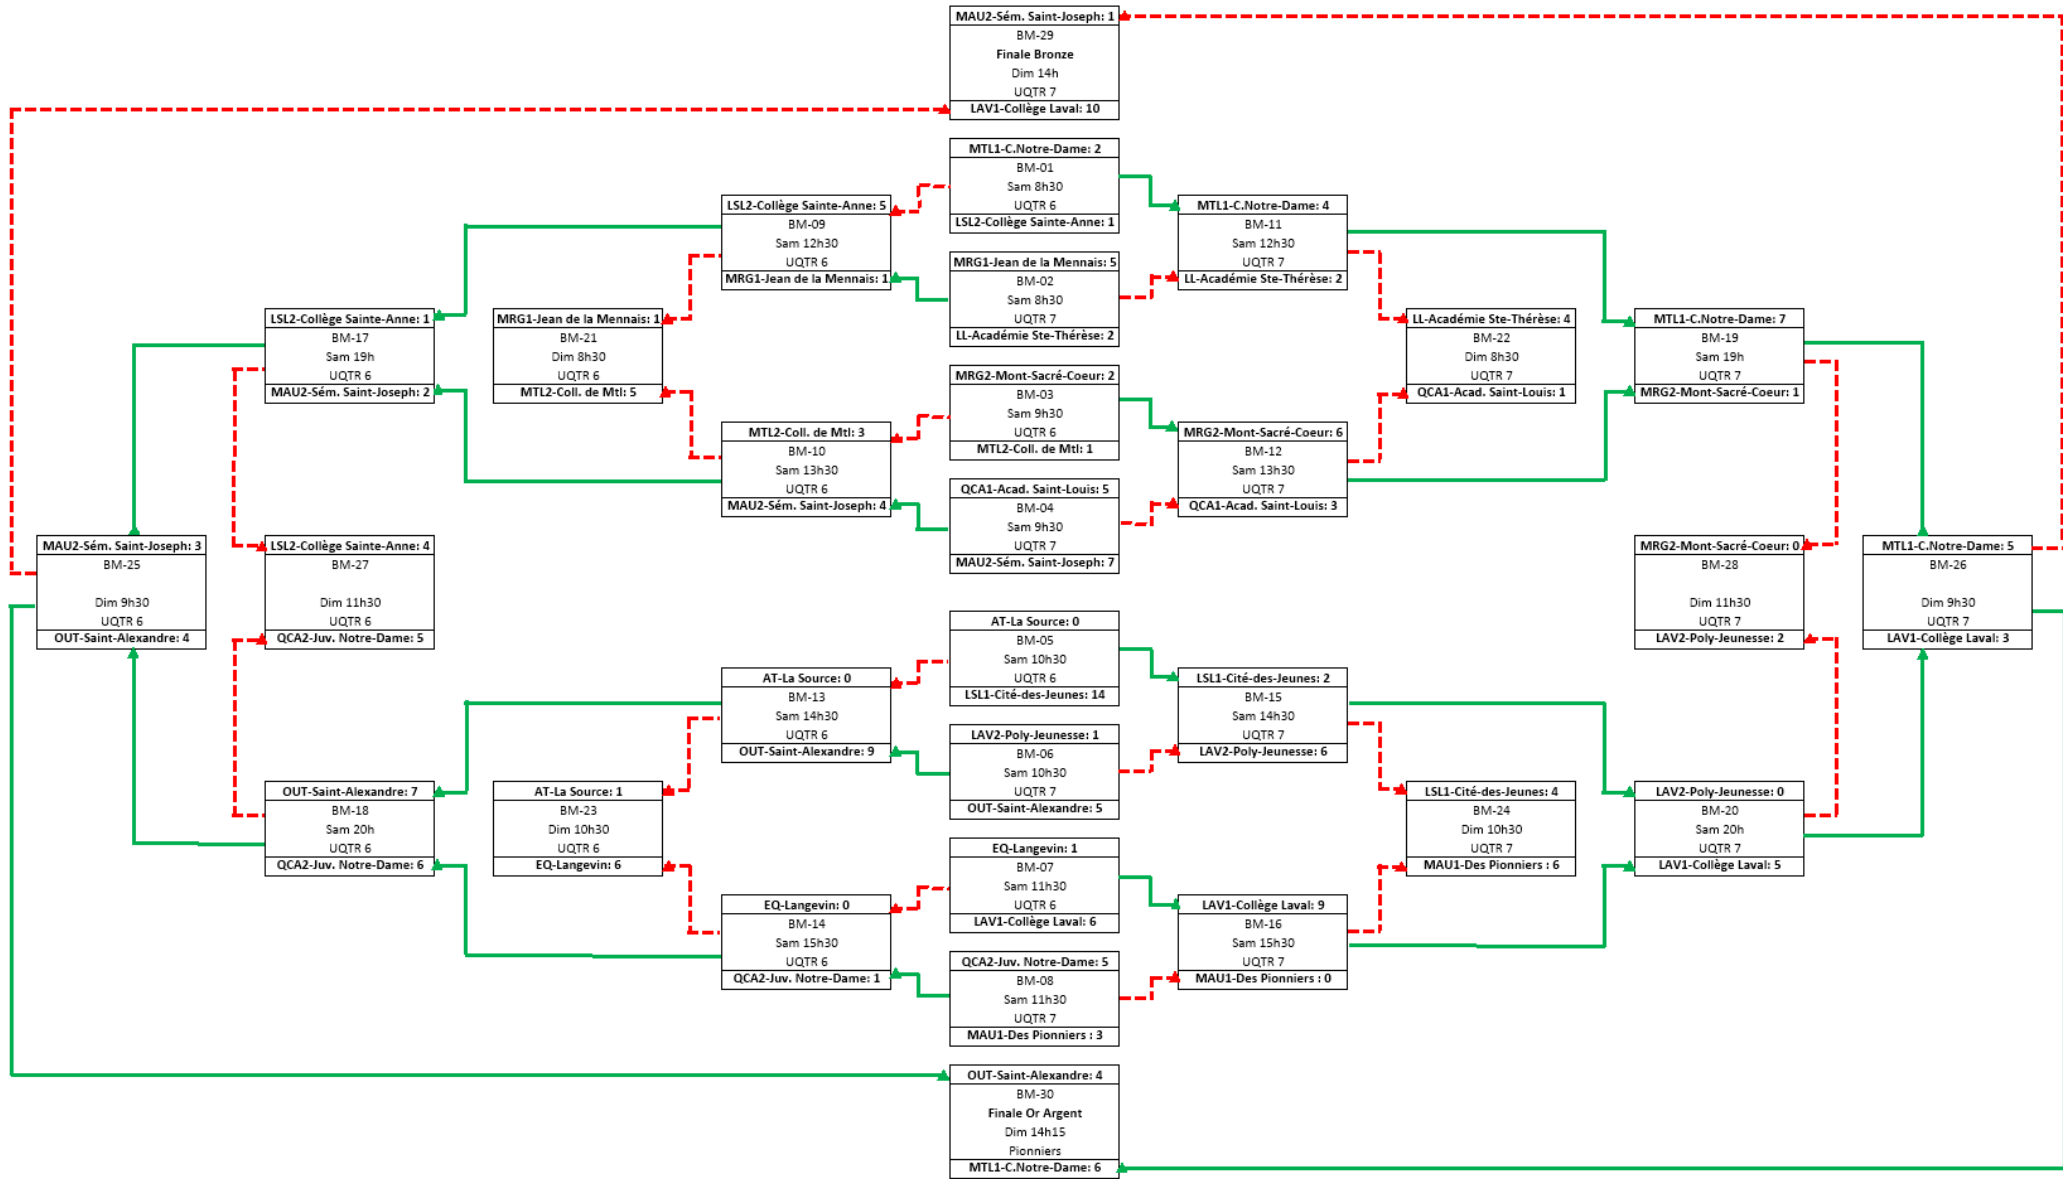 MAU2-Sém. Saint-Joseph: 1
BM-29
Finale Bronze
Dim 14h
UQTR 7
LAV1-Collège Laval: 10
MTL1-C.Notre-Dame: 2
BM-01
Sam 8h30
UQTR 6
LSL2-Collège Sainte-Anne: 1
LSL2-Collège Sainte-Anne: 5
BM-09
Sam 12h30
UQTR 6
MRG1-Jean de la Mennais: 1
MTL1-C.Notre-Dame: 4
BM-11
Sam 12h30
UQTR 7
LL-Académie Ste-Thérèse: 2
MRG1-Jean de la Mennais: 5
BM-02
Sam 8h30
UQTR 7
LL-Académie Ste-Thérèse: 2
LSL2-Collège Sainte-Anne: 1
BM-17
Sam 19h
UQTR 6
MAU2-Sém. Saint-Joseph: 2
MRG1-Jean de la Mennais: 1
BM-21
Dim 8h30
UQTR 6
MTL2-Coll. de Mtl: 5
LL-Académie Ste-Thérèse: 4
BM-22
Dim 8h30
UQTR 7
QCA1-Acad. Saint-Louis: 1
MTL1-C.Notre-Dame: 7
BM-19
Sam 19h
UQTR 7
MRG2-Mont-Sacré-Coeur: 1
MRG2-Mont-Sacré-Coeur: 2
BM-03
Sam 9h30
UQTR 6
MTL2-Coll. de Mtl: 1
MTL2-Coll. de Mtl: 3
BM-10
Sam 13h30
UQTR 6
MAU2-Sém. Saint-Joseph: 4
MRG2-Mont-Sacré-Coeur: 6
BM-12
Sam 13h30
UQTR 7
QCA1-Acad. Saint-Louis: 3
QCA1-Acad. Saint-Louis: 5
BM-04
Sam 9h30
UQTR 7
MAU2-Sém. Saint-Joseph: 7
MAU2-Sém. Saint-Joseph: 3
BM-25
Dim 9h30
UQTR 6
OUT-Saint-Alexandre: 4
LSL2-Collège Sainte-Anne: 4
BM-27
Dim 11h30
UQTR 6
QCA2-Juv. Notre-Dame: 5
MRG2-Mont-Sacré-Coeur: 0
BM-28
Dim 11h30
UQTR 7
LAV2-Poly-Jeunesse: 2
MTL1-C.Notre-Dame: 5
BM-26
Dim 9h30
UQTR 7
LAV1-Collège Laval: 3
AT-La Source: 0
BM-05
Sam 10h30
UQTR 6
LSL1-Cité-des-Jeunes: 14
AT-La Source: 0
BM-13
Sam 14h30
UQTR 6
OUT-Saint-Alexandre: 9
LSL1-Cité-des-Jeunes: 2
BM-15
Sam 14h30
UQTR 7
LAV2-Poly-Jeunesse: 6
LAV2-Poly-Jeunesse: 1
BM-06
Sam 10h30
UQTR 7
OUT-Saint-Alexandre: 5
OUT-Saint-Alexandre: 7
BM-18
Sam 20h
UQTR 6
QCA2-Juv. Notre-Dame: 6
AT-La Source: 1
BM-23
Dim 10h30
UQTR 6
EQ-Langevin: 6
LSL1-Cité-des-Jeunes: 4
BM-24
Dim 10h30
UQTR 7
MAU1-Des Pionniers : 6
LAV2-Poly-Jeunesse: 0
BM-20
Sam 20h
UQTR 7
LAV1-Collège Laval: 5
EQ-Langevin: 1
BM-07
Sam 11h30
UQTR 6
LAV1-Collège Laval: 6
EQ-Langevin: 0
BM-14
Sam 15h30
UQTR 6
QCA2-Juv. Notre-Dame: 1
LAV1-Collège Laval: 9
BM-16
Sam 15h30
UQTR 7
MAU1-Des Pionniers : 0
QCA2-Juv. Notre-Dame: 5
BM-08
Sam 11h30
UQTR 7
MAU1-Des Pionniers : 3
OUT-Saint-Alexandre: 4
BM-30
Finale Or Argent
Dim 14h15
Pionniers
MTL1-C.Notre-Dame: 6